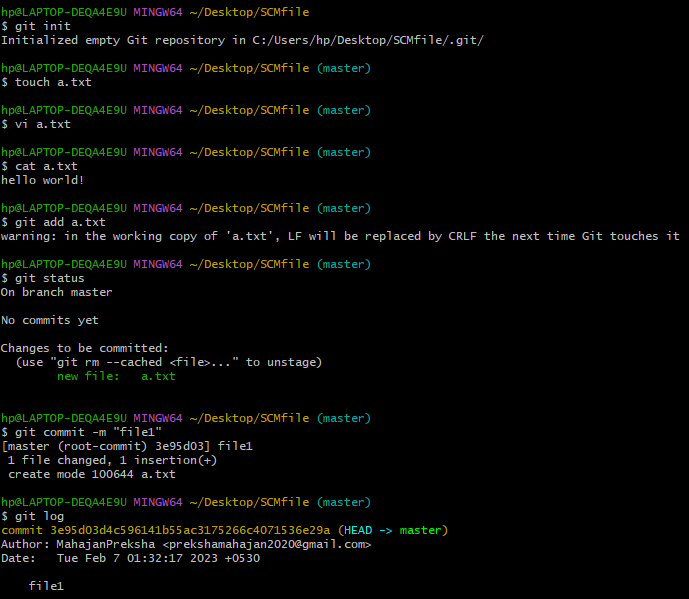 hp@LAPTOP-DEQA4E9U MINGW64 ~/Desktop/SCMfile
$ git init
Initialized empty Git repository in C:/Users/hp/Desktop/SCMfile/.git/
hp@LAPTOP-DEQA4E9U MINGW64 ~/Desktop/SCMfile (master)
$ touch a.txt
hp@LAPTOP-DEQA4E9U MINGW64 ~/Desktop/SCMfile (master)
$ vi a.txt
hp@LAPTOP-DEQA4E9U MINGW64 ~/Desktop/SCMfile (master)
$ cat a.txt
hello world!
hp@LAPTOP-DEQA4E9U MINGW64 ~/Desktop/SCMfile (master)
$ git add a.txt
warning: in the working copy of 'a.txt', LF will be replaced by CRLF the next time Git touches it
hp@LAPTOP-DEQA4E9U MINGW64 ~/Desktop/SCMfile (master)
$ git status
On branch master
No commits yet
Changes to be committed:
  (use "git rm --cached <file>..." to unstage)
        new file:   a.txt
hp@LAPTOP-DEQA4E9U MINGW64 ~/Desktop/SCMfile (master)
$ git commit -m "file1"
[master (root-commit) 3e95d03] file1
 1 file changed, 1 insertion(+)
 create mode 100644 a.txt
hp@LAPTOP-DEQA4E9U MINGW64 ~/Desktop/SCMfile (master)
$ git log
commit 3e95d03d4c596141b55ac3175266c4071536e29a (HEAD -> master)
Author: MahajanPreksha <prekshamahajan2020@gmail.com>
Date:   Tue Feb 7 01:32:17 2023 +0530
    file1